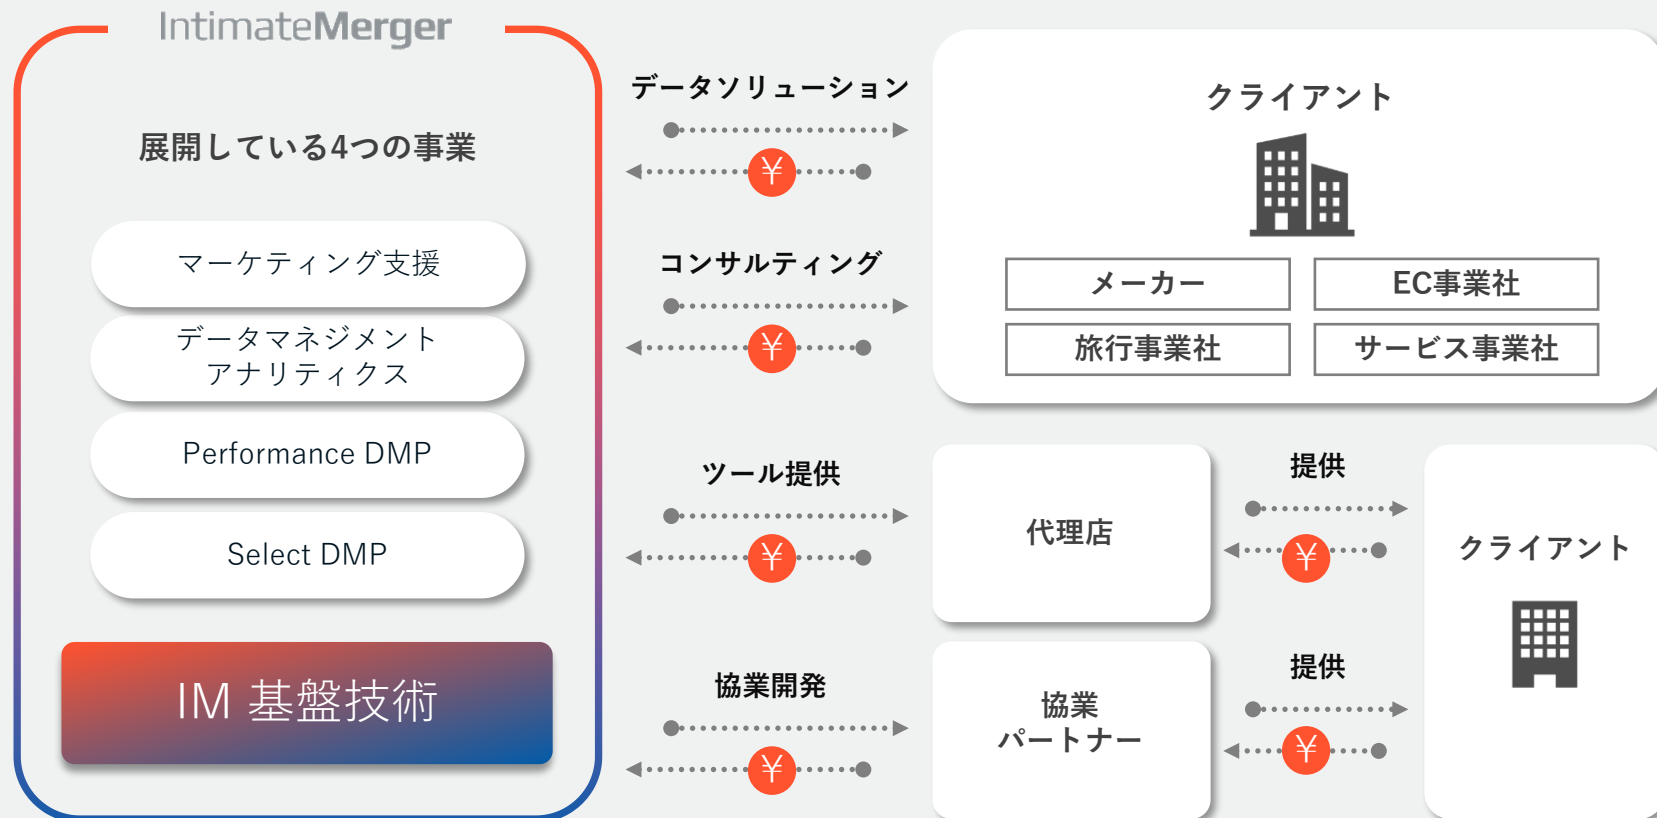 IntimateMerger
展開している4つの事業
マーケティング支援
データマネジメント
アナリティクス
Performance DMP
Select DMP
IM 基盤技術
データソリューション
¥
コンサルティング
¥
ツール提供
¥
協業開発
¥
クライアント
メーカー
EC事業社
旅行事業社
サービス事業社
代理店
協業
パートナー
提供
¥
提供
¥
クライアント